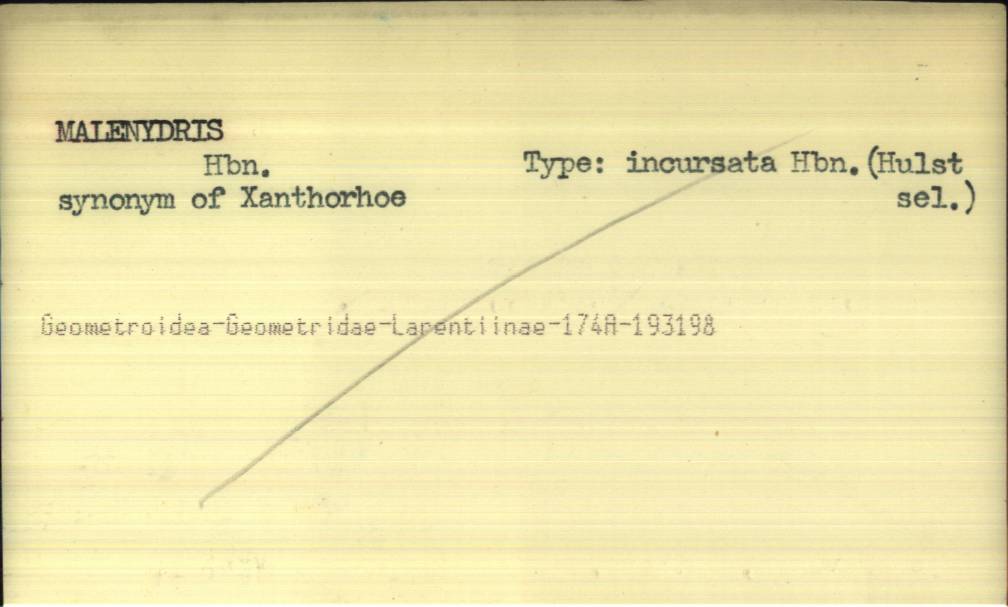 MALENYDRIS
Hbn.
synonym of Xanthorhoe
Type: incursata Hbn. (Hulst
sel.)
Geometroidea-Geometridae-Larentiinae-174A-193198